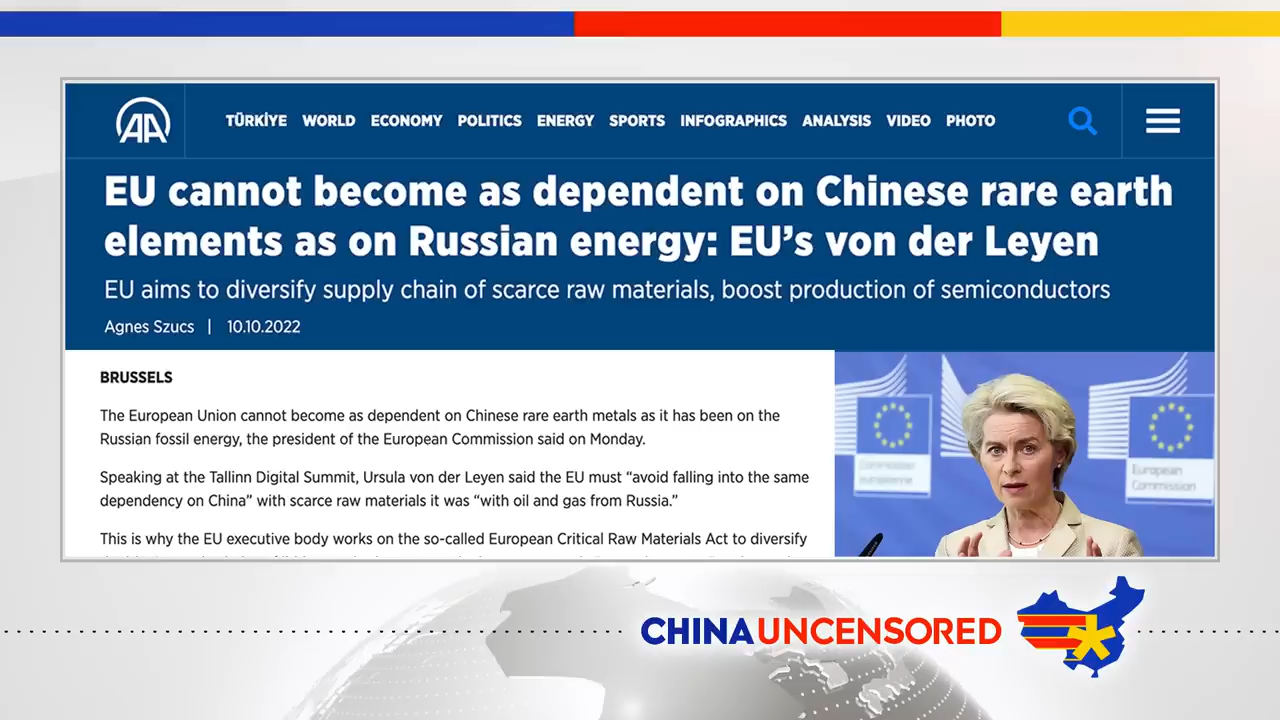 AA
TÜRKİYE WORLD ECONOMY POLITICS ENERGY SPORTS INFOGRAPHICS ANALYSIS VIDEO PHOTO
EU cannot become as dependent on Chinese rare earth
elements as on Russian energy: EU’s von der Leyen
EU aims to diversify supply chain of scarce raw materials, boost production of semiconductors
Agnes Szucs | 10.10.2022
BRUSSELS
The European Union cannot become as dependent on Chinese rare earth metals as it has been on the
Russian fossil energy, the president of the European Commission said on Monday.
Speaking at the Tallinn Digital Summit, Ursula von der Leyen said the EU must “avoid falling into the same
dependency on China” with scarce raw materials it was “with oil and gas from Russia.”
This is why the EU executive body works on the so-called European Critical Raw Materials Act to diversify
Commission
européenne
European
Commission
CHINAUNCENSORED